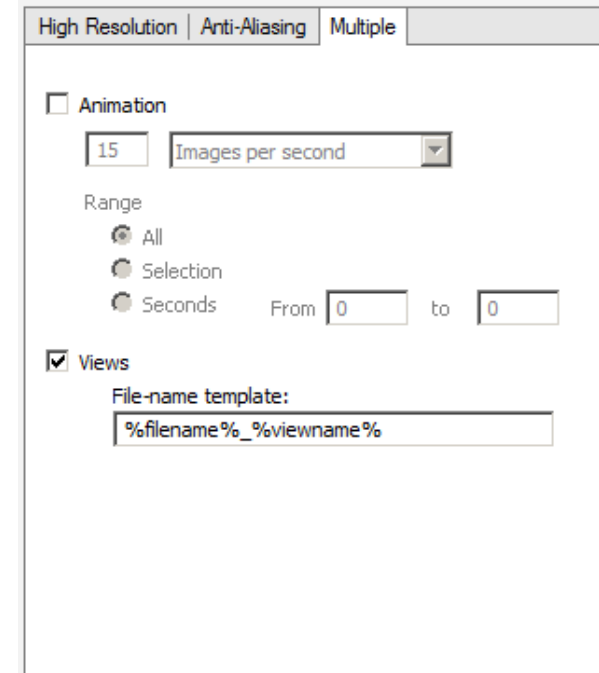 High Resolution Anti-Aliasing Multiple
Animation
15 Images per second
Range
All
Selection
Seconds From 0 to 0
Views
File-name template:
%filename%_%viewname%